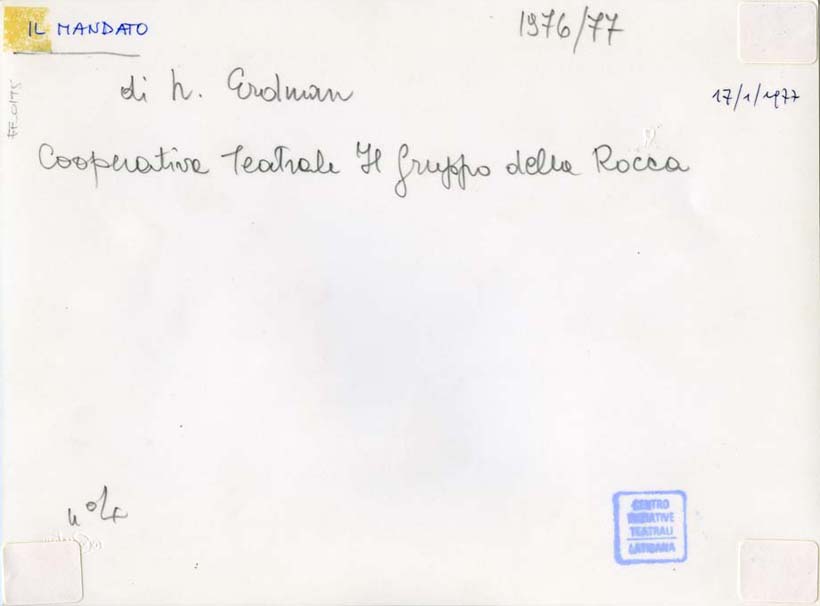 IL MANDATO
1976/77
di N. Erdman
17/1/1977
Cooperativa Teatrale Il Gruppo della Rocca
n°
CENTRO
INIZIATIVE
TEATRALI
LATISANA